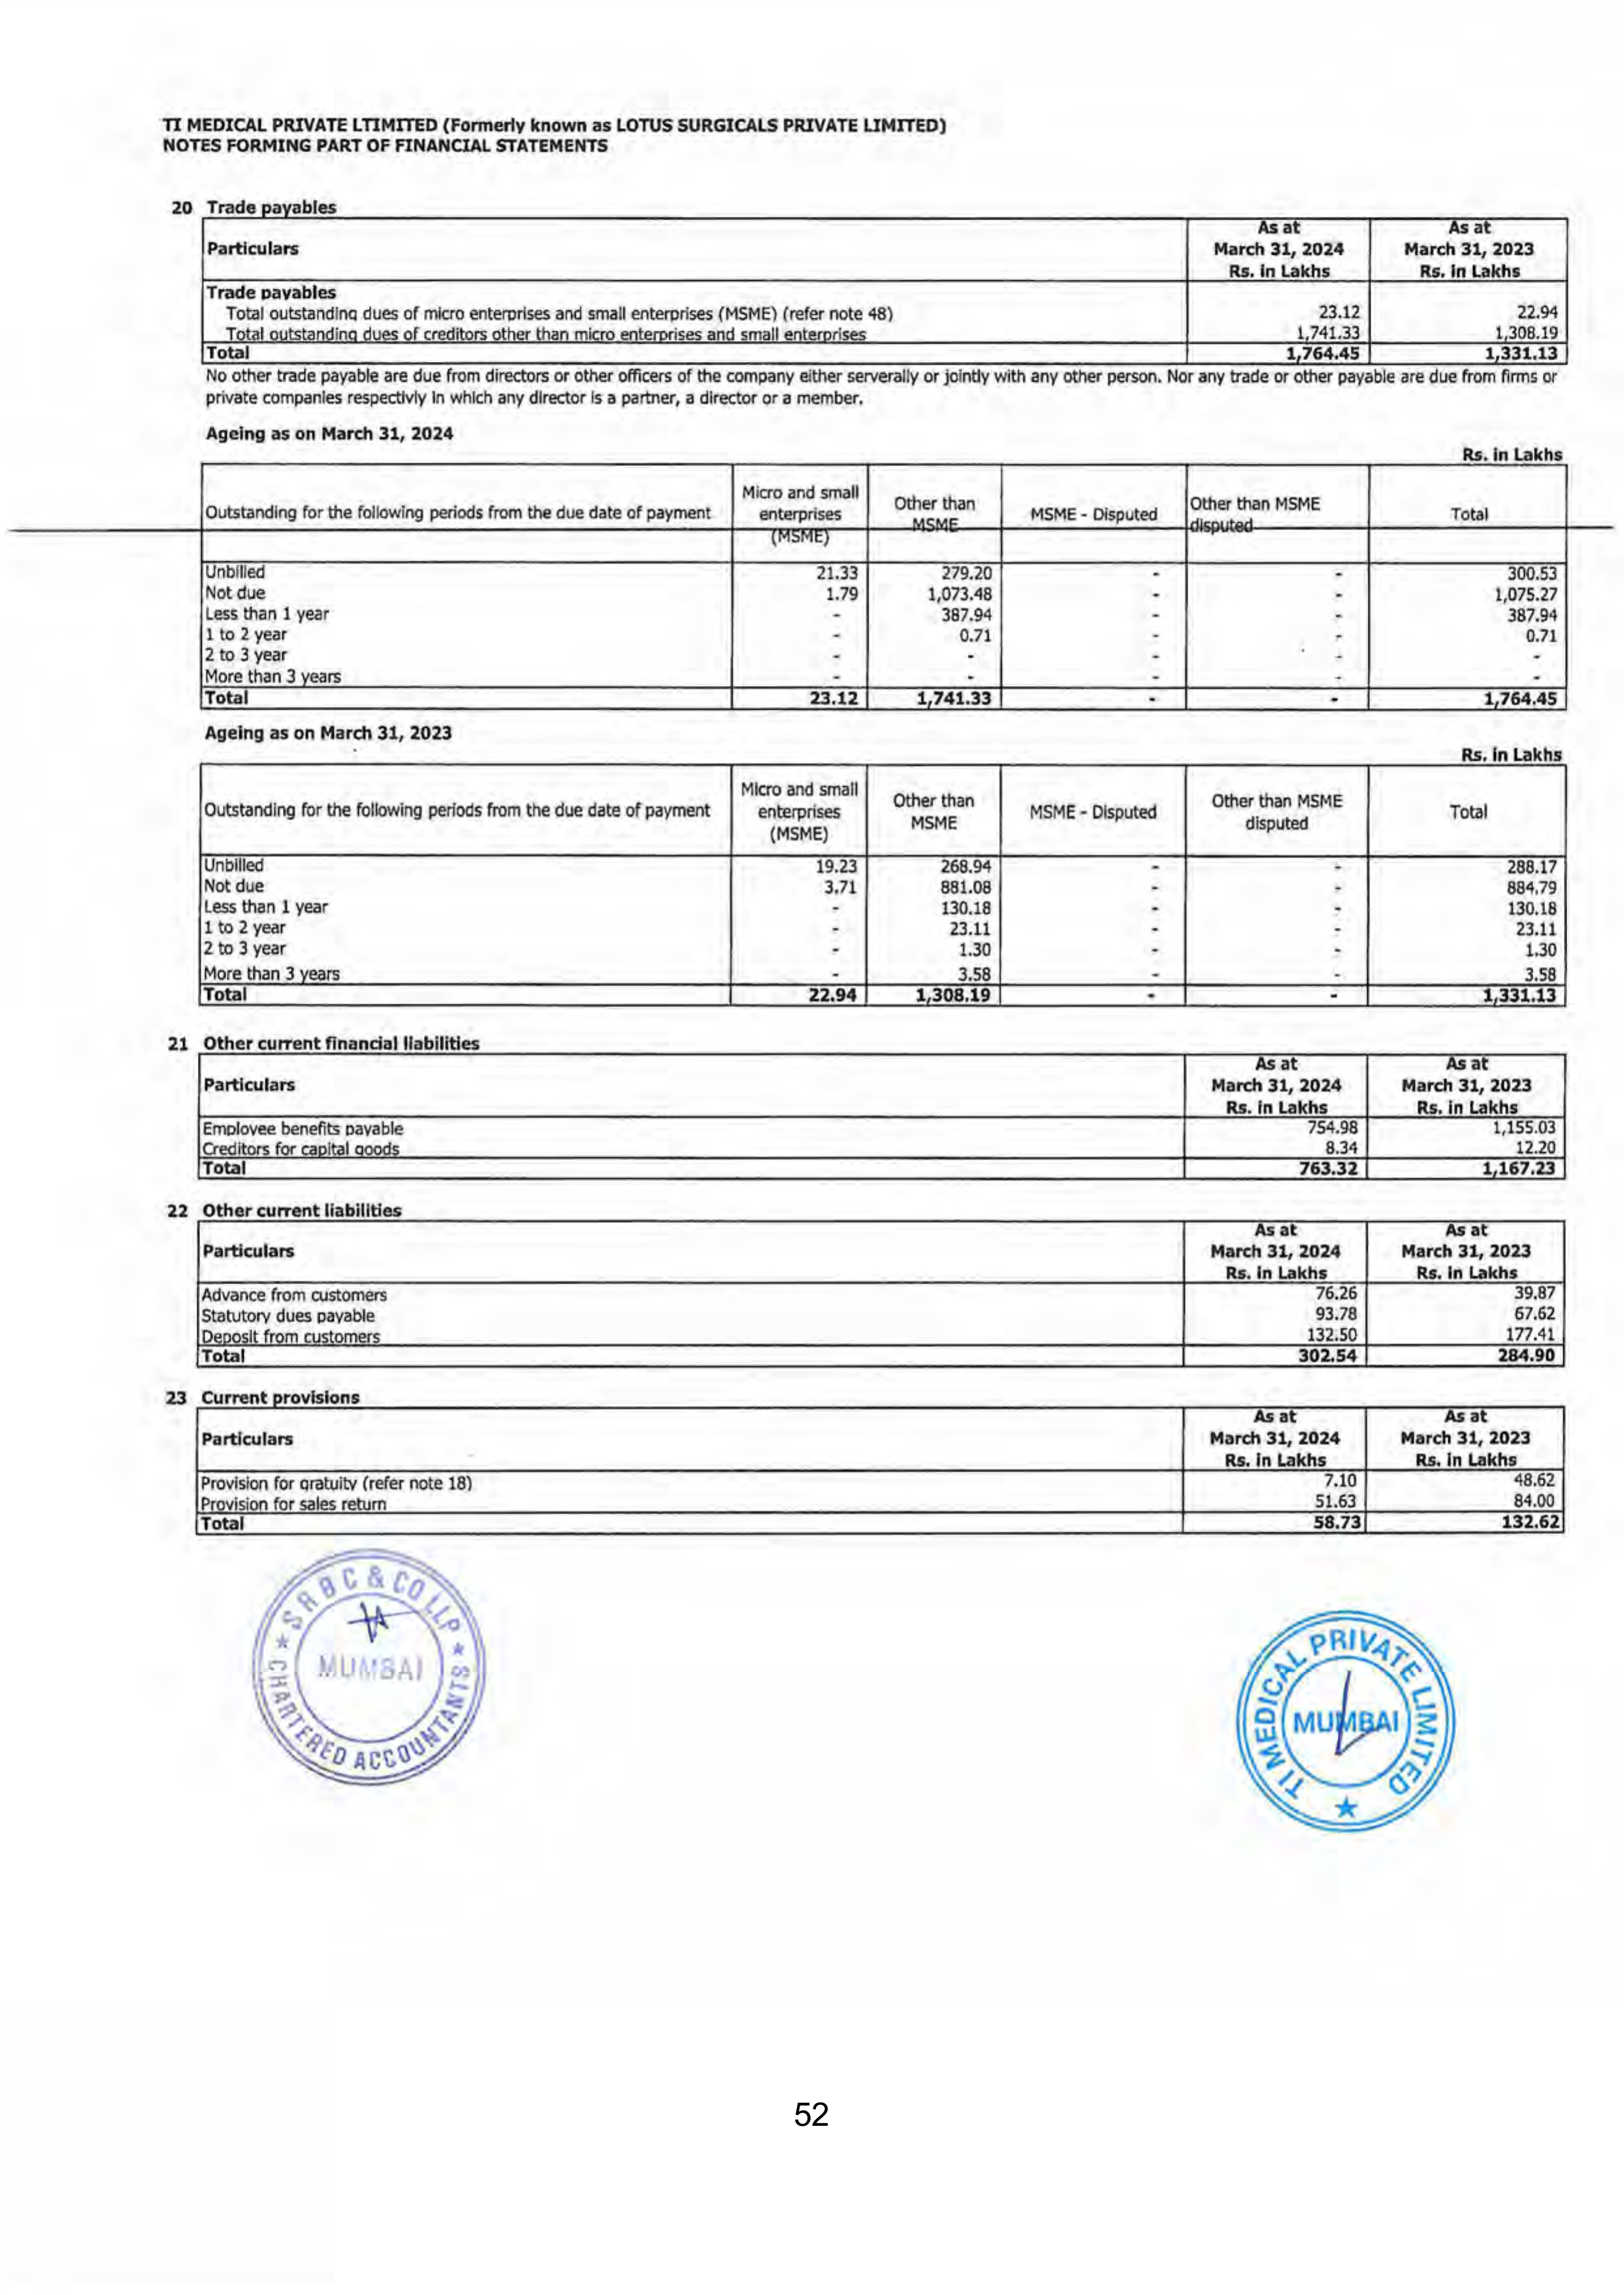 TI MEDICAL PRIVATE LTIMITED (Formerly known as LOTUS SURGICALS PRIVATE LIMITED)
NOTES FORMING PART OF FINANCIAL STATEMENTS
20 Trade payables
Particulars As at March 31, 2024 Rs. in Lakhs As at March 31, 2023 Rs. in Lakhs
Trade payables
Total outstanding dues of micro enterprises and small enterprises (MSME) (refer note 48) 23.12 22.94
Total outstanding dues of creditors other than micro enterprises and small enterprises 1,741.33 1,308.19
Total 1,764.45 1,331.13
No other trade payable are due from directors or other officers of the company either serverally or jointly with any other person. Nor any trade or other payable are due from firms or
private companies respectivly in which any director is a partner, a director or a member.
Ageing as on March 31, 2024
Rs. in Lakhs
Outstanding for the following periods from the due date of payment Micro and small enterprises (MSME) Other than MSME MSME - Disputed Other than MSME disputed Total
Unbilled 21.33 279.20 - - 300.53
Not due 1.79 1,073.48 - - 1,075.27
Less than 1 year - 387.94 - - 387.94
1 to 2 year - 0.71 - - 0.71
2 to 3 year - - - - -
More than 3 years - - - - -
Total 23.12 1,741.33 - - 1,764.45
Ageing as on March 31, 2023
Rs. in Lakhs
Outstanding for the following periods from the due date of payment Micro and small enterprises (MSME) Other than MSME MSME - Disputed Other than MSME disputed Total
Unbilled 19.23 268.94 - - 288.17
Not due 3.71 881.08 - - 884.79
Less than 1 year - 130.18 - - 130.18
1 to 2 year - 23.11 - - 23.11
2 to 3 year - 1.30 - - 1.30
More than 3 years - 3.58 - - 3.58
Total 22.94 1,308.19 - - 1,331.13
21 Other current financial liabilities
Particulars As at March 31, 2024 Rs. in Lakhs As at March 31, 2023 Rs. in Lakhs
Employee benefits payable 754.98 1,155.03
Creditors for capital goods 8.34 12.20
Total 763.32 1,167.23
22 Other current liabilities
Particulars As at March 31, 2024 Rs. in Lakhs As at March 31, 2023 Rs. in Lakhs
Advance from customers 76.26 39.87
Statutory dues payable 93.78 67.62
Deposit from customers 132.50 177.41
Total 302.54 284.90
23 Current provisions
Particulars As at March 31, 2024 Rs. in Lakhs As at March 31, 2023 Rs. in Lakhs
Provision for gratuity (refer note 18) 7.10 48.62
Provision for sales return 51.63 84.00
Total 58.73 132.62
SRBC & CO LLP
MUMBAI
★ CHARTERED ACCOUNTANTS ★
TI MEDICAL PRIVATE LIMITED
MUMBAI
★
52